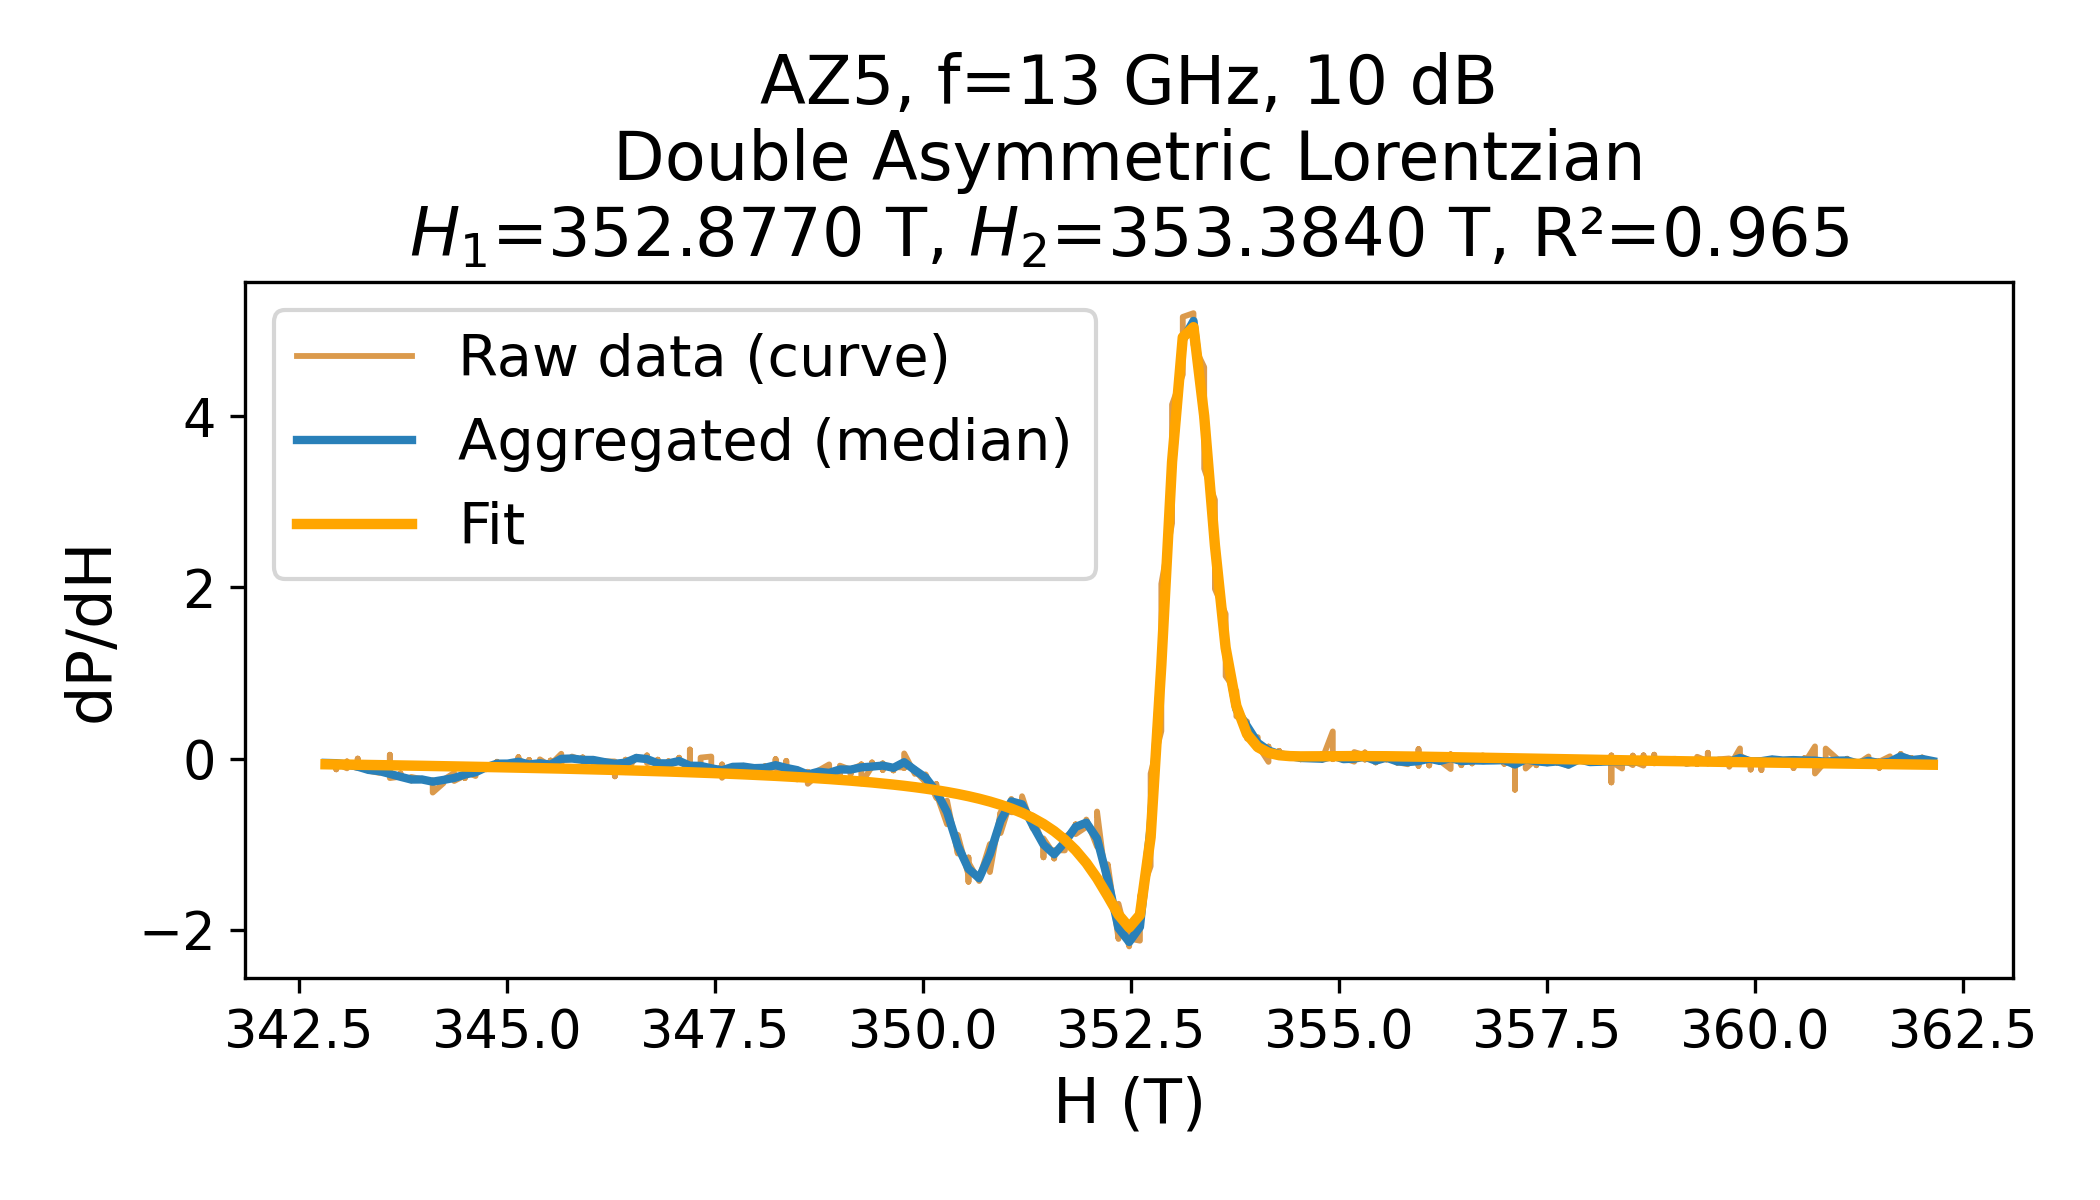 AZ5, f=13 GHz, 10 dB
Double Asymmetric Lorentzian
H₁=352.8770 T, H₂=353.3840 T, R²=0.965
Raw data (curve)
Aggregated (median)
Fit
dP/dH
4
2
0
−2
342.5 345.0 347.5 350.0 352.5 355.0 357.5 360.0 362.5
H (T)